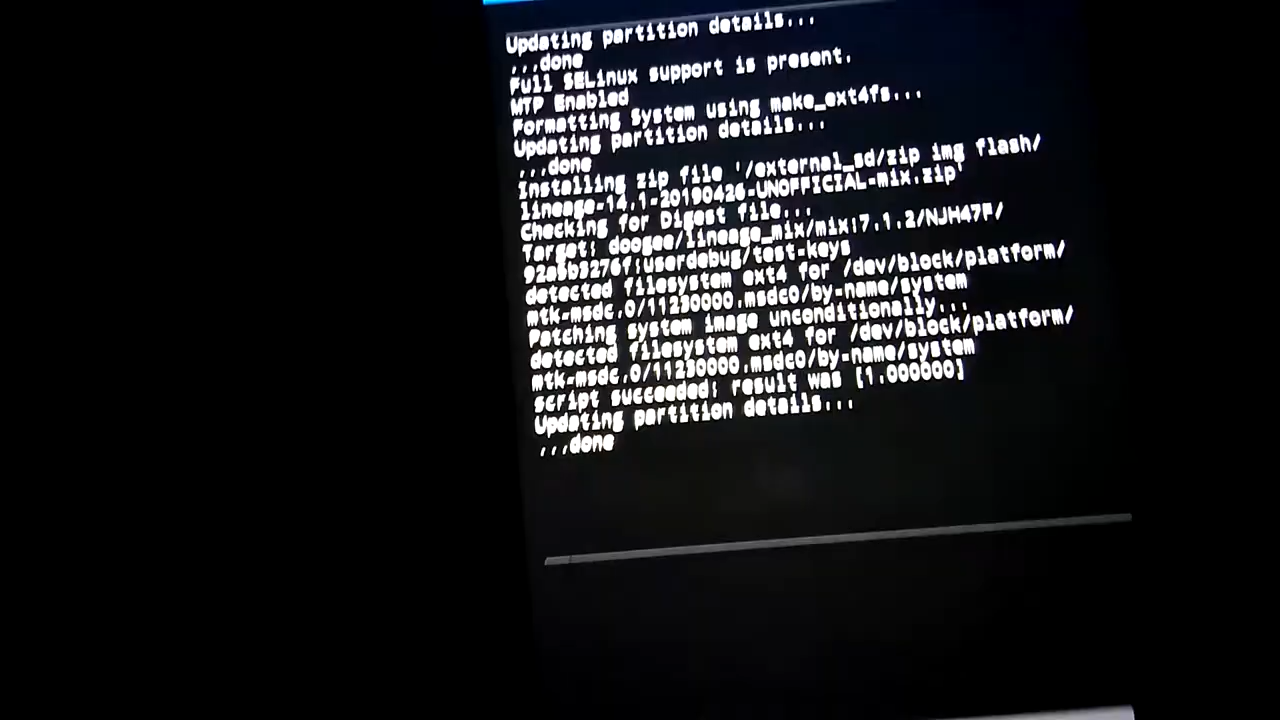 Updating partition details...
...done
Full SELinux support is present.
MTP Enabled
Formatting System using make_ext4fs...
Updating partition details...
...done
Installing zip file '/external_sd/zip img flash/
lineage-14.1-20190426-UNOFFICIAL-mix.zip'
Checking for Digest file...
Target: doogee/lineage_mix/mix:7.1.2/NJH47F/
92a5b3276f:userdebug/test-keys
detected filesystem ext4 for /dev/block/platform/
mtk-msdc.0/11230000.msdc0/by-name/system
Patching system image unconditionally...
detected filesystem ext4 for /dev/block/platform/
mtk-msdc.0/11230000.msdc0/by-name/system
script succeeded: result was [1.000000]
Updating partition details...
...done